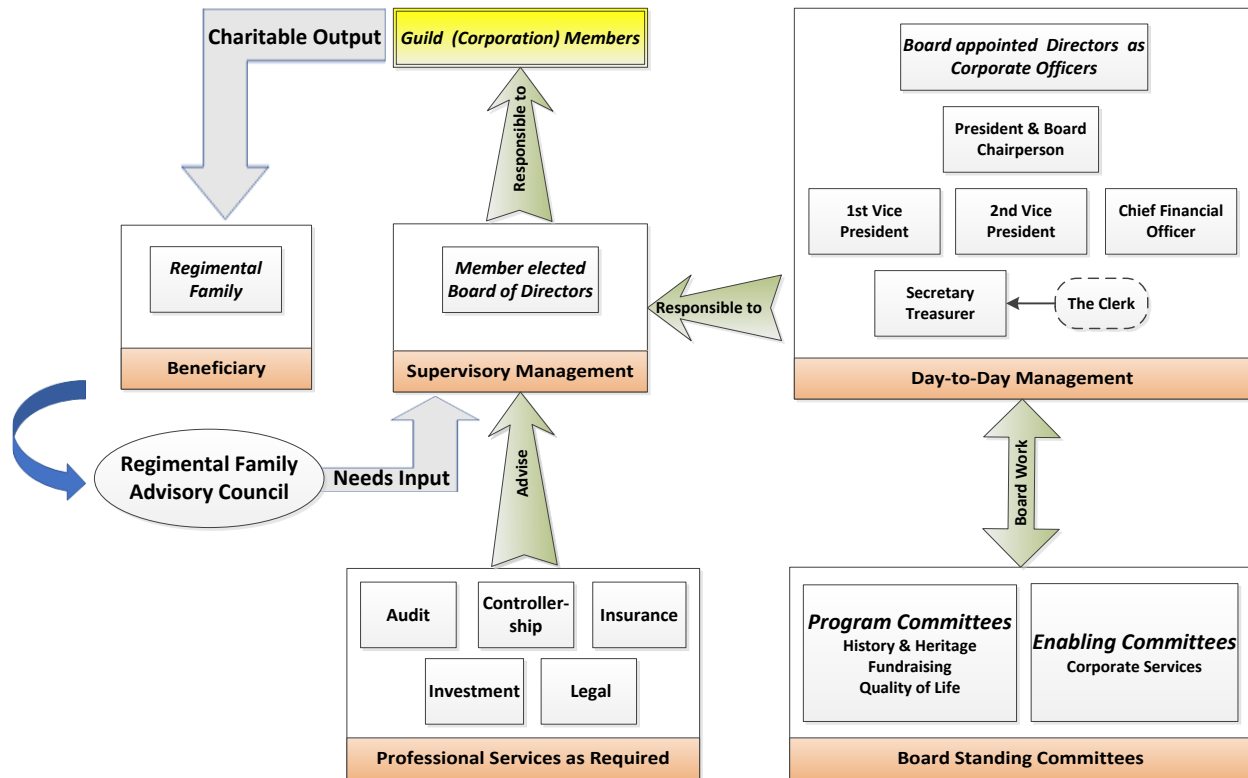 Charitable Output
Guild  (Corporation) Members
Responsible to
Board appointed  Directors  as
Corporate Officers
President & Board
Chairperson
1st Vice
President
2nd Vice
President
Chief Financial
Officer
Secretary
Treasurer
The Clerk
Day-to-Day Management
Regimental
Family
Beneficiary
Member elected
Board of Directors
Supervisory Management
Responsible to
Regimental Family
Advisory Council
Needs Input
Advise
Board Work
Audit
Controller-
ship
Insurance
Investment
Legal
Professional Services as Required
Program Committees
History & Heritage
Fundraising
Quality of Life
Enabling Committees
Corporate Services
Board Standing Committees